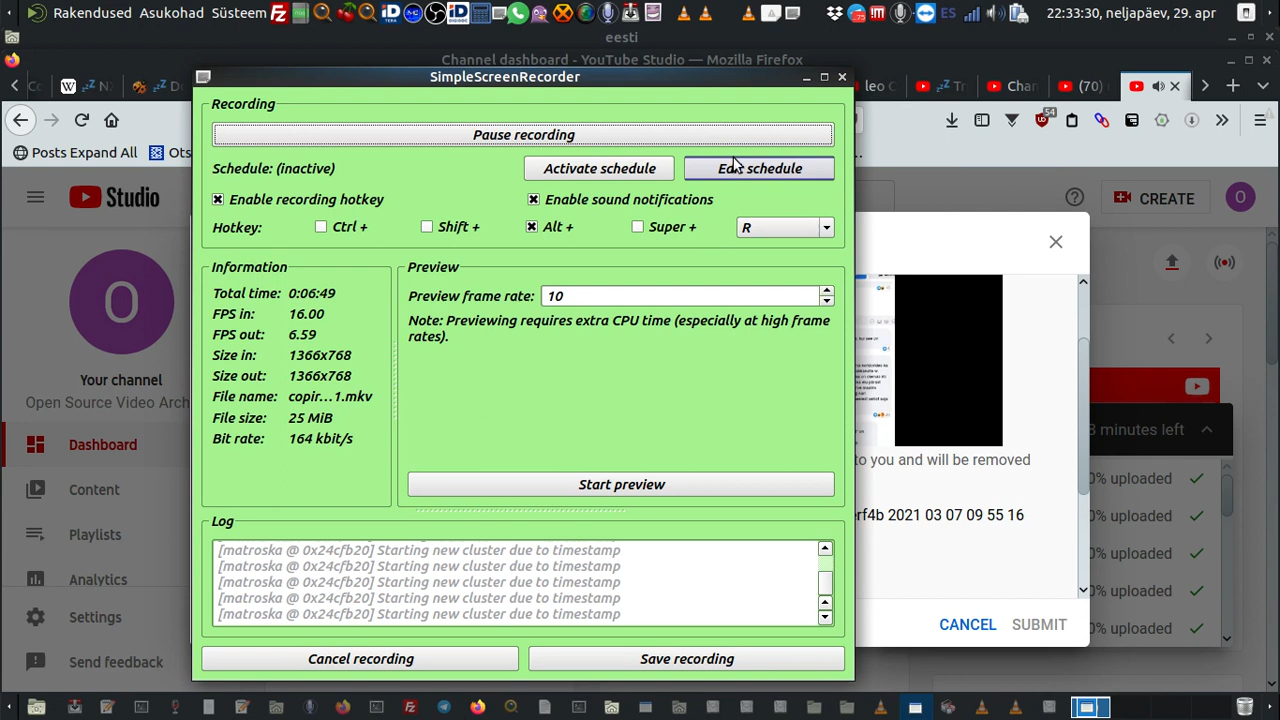 Rakendused Asukohad Süsteem
ES
22:33:30, neljapäev, 29. apr
eesti
Channel dashboard - YouTube Studio — Mozilla Firefox
leo C
Tr
Chan
(70)
SimpleScreenRecorder
54
Posts Expand All
Ots
Recording
Pause recording
Schedule: (inactive)
Activate schedule
schedule
Enable recording hotkey
Enable sound notifications
Hotkey:
Ctrl +
Shift +
Alt +
Super +
R
Studio
CREATE
O
Information
Total time: 0:06:49
FPS in: 16.00
FPS out: 6.59
Size in: 1366x768
Size out: 1366x768
File name: copir...1.mkv
File size: 25 MiB
Bit rate: 164 kbit/s
Preview
Preview frame rate: 10
Note: Previewing requires extra CPU time (especially at high frame
rates).
Start preview
O
Your channel
Open Source Video Arch
Dashboard
Content
Playlists
Analytics
Settings
Send feedback
3 minutes left
to you and will be removed
erf4b 2021 03 07 09 55 16
0% uploaded
0% uploaded
0% uploaded
0% uploaded
0% uploaded
CANCEL
SUBMIT
Log
[matroska @ 0x24cfb20] Starting new cluster due to timestamp
[matroska @ 0x24cfb20] Starting new cluster due to timestamp
[matroska @ 0x24cfb20] Starting new cluster due to timestamp
[matroska @ 0x24cfb20] Starting new cluster due to timestamp
[matroska @ 0x24cfb20] Starting new cluster due to timestamp
Cancel recording
Save recording